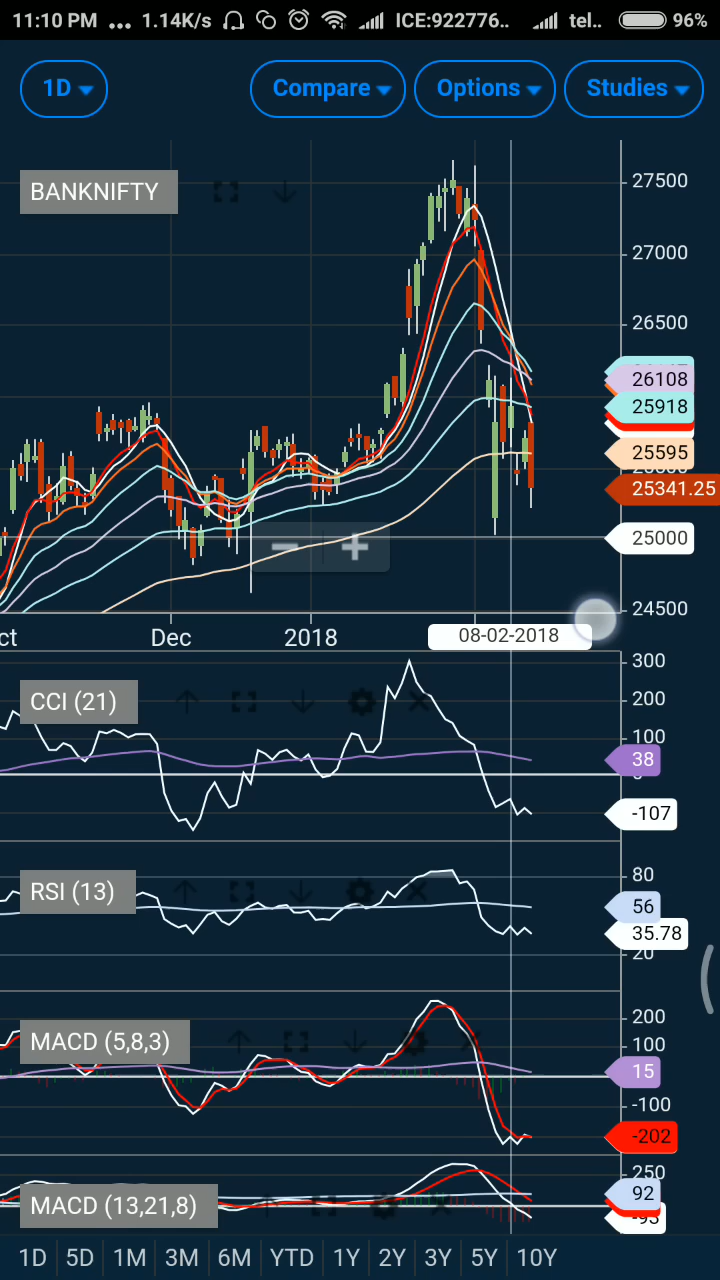 11:10 PM ... 1.14K/s ICE:922776.. tel.. 96%
1D Compare Options Studies
BANKNIFTY
27500
27000
26500
26108
25918
25595
25341.25
25000
24500
ct Dec 2018 08-02-2018
300
CCI (21)
200
100
38
-107
RSI (13)
80
56
35.78
20
200
MACD (5,8,3)
100
15
-100
-202
250
92
MACD (13,21,8)
-93
1D 5D 1M 3M 6M YTD 1Y 2Y 3Y 5Y 10Y